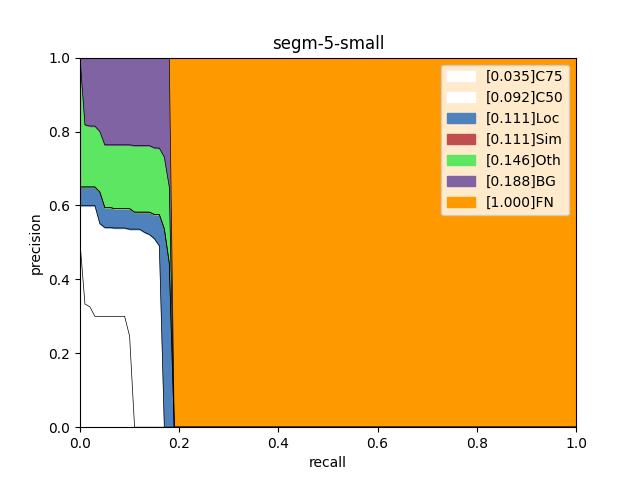 segm-5-small
1.0
0.8
0.6
0.4
0.2
0.0
precision
[0.035]C75
[0.092]C50
[0.111]Loc
[0.111]Sim
[0.146]Oth
[0.188]BG
[1.000]FN
0.0 0.2 0.4 0.6 0.8 1.0
recall